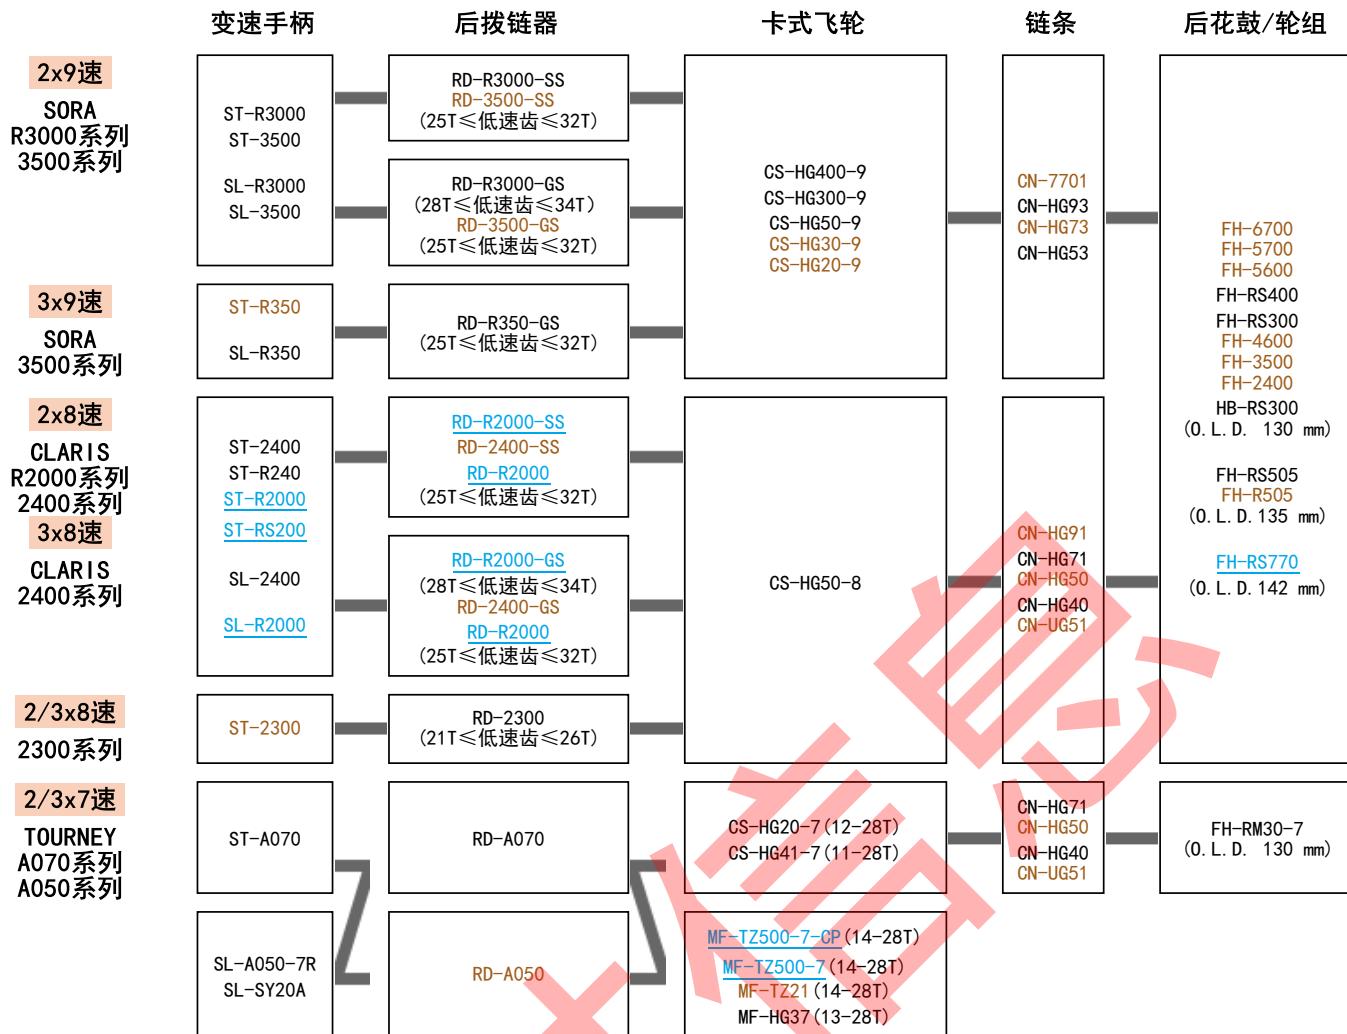 变速手柄 后拨链器 卡式飞轮 链条 后花鼓/轮组
2x9速
SORA
R3000系列
3500系列
ST-R3000
ST-3500
SL-R3000
SL-3500
RD-R3000-SS
RD-3500-SS
(25T≤低速齿≤32T)
RD-R3000-GS
(28T≤低速齿≤34T)
RD-3500-GS
(25T≤低速齿≤32T)
CS-HG400-9
CS-HG300-9
CS-HG50-9
CS-HG30-9
CS-HG20-9
CN-7701
CN-HG93
CN-HG73
CN-HG53
FH-6700
FH-5700
FH-5600
FH-RS400
FH-RS300
FH-4600
FH-3500
FH-2400
HB-RS300
(O.L.D. 130 mm)
FH-RS505
FH-R505
(O.L.D.135 mm)
FH-RS770
(O.L.D.142 mm)
3x9速
SORA
3500系列
ST-R350
SL-R350
RD-R350-GS
(25T≤低速齿≤32T)
2x8速
CLARIS
R2000系列
2400系列
3x8速
CLARIS
2400系列
ST-2400
ST-R240
ST-R2000
ST-RS200
SL-2400
SL-R2000
RD-R2000-SS
RD-2400-SS
RD-R2000
(25T≤低速齿≤32T)
RD-R2000-GS
(28T≤低速齿≤34T)
RD-2400-GS
RD-R2000
(25T≤低速齿≤32T)
CS-HG50-8
CN-HG91
CN-HG71
CN-HG50
CN-HG40
CN-UG51
2/3x8速
2300系列
ST-2300
RD-2300
(21T≤低速齿≤26T)
2/3x7速
TOURNEY
A070系列
A050系列
ST-A070
RD-A070
CS-HG20-7(12-28T)
CS-HG41-7(11-28T)
CN-HG71
CN-HG50
CN-HG40
CN-UG51
FH-RM30-7
(O.L.D. 130 mm)
SL-A050-7R
SL-SY20A
RD-A050
MF-TZ500-7-CP(14-28T)
MF-TZ500-7(14-28T)
MF-TZ21(14-28T)
MF-HG37(13-28T)
信息